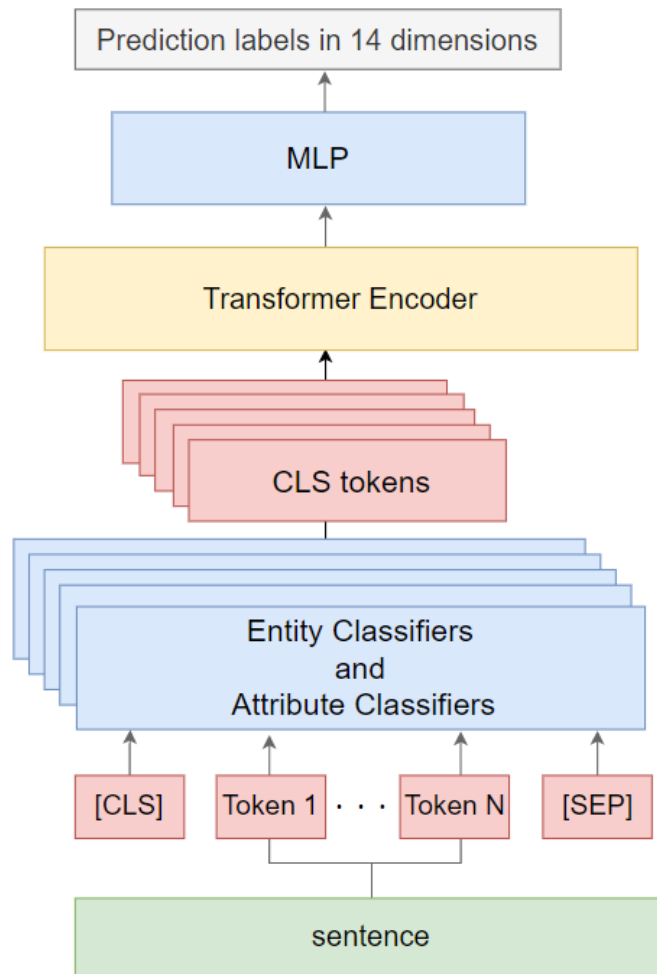 Prediction labels in 14 dimensions
MLP
Transformer Encoder
CLS tokens
Entity Classifiers
and
Attribute Classifiers
[CLS] Token 1 . . . Token N [SEP]
sentence